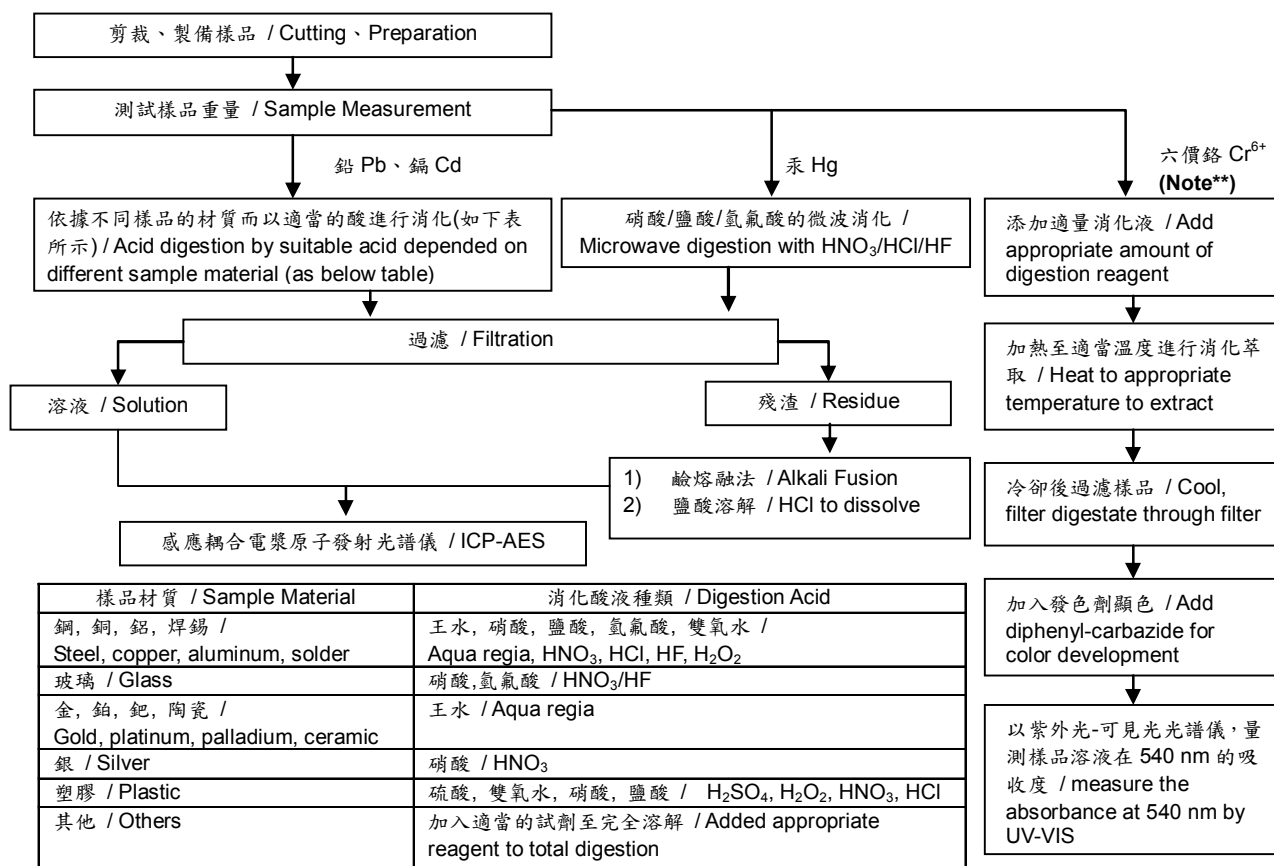 剪裁、製備樣品 / Cutting、Preparation
測試樣品重量 / Sample Measurement
鉛 Pb、鎘 Cd
汞 Hg
六價鉻 Cr⁶⁺
(Note**)
依據不同樣品的材質而以適當的酸進行消化(如下表
所示) / Acid digestion by suitable acid depended on
different sample material (as below table)
硝酸/鹽酸/氫氟酸的微波消化 /
Microwave digestion with HNO₃/HCl/HF
添加適量消化液 / Add
appropriate amount of
digestion reagent
過濾 / Filtration
加熱至適當溫度進行消化萃
取 / Heat to appropriate
temperature to extract
溶液 / Solution
殘渣 / Residue
1) 鹼熔融法 / Alkali Fusion
2) 鹽酸溶解 / HCl to dissolve
冷卻後過濾樣品 / Cool,
filter digestate through filter
感應耦合電漿原子發射光譜儀 / ICP-AES
加入發色劑顯色 / Add
diphenyl-carbazide for
color development
以紫外光-可見光光譜儀，量
測樣品溶液在 540 nm 的吸
收度 / measure the
absorbance at 540 nm by
UV-VIS
樣品材質 / Sample Material 消化酸液種類 / Digestion Acid
鋼, 銅, 鋁, 焊錫 / 王水, 硝酸, 鹽酸, 氫氟酸, 雙氧水 /
Steel, copper, aluminum, solder Aqua regia, HNO₃, HCl, HF, H₂O₂
玻璃 / Glass 硝酸,氫氟酸 / HNO₃/HF
金, 鉑, 鈀, 陶瓷 / 王水 / Aqua regia
Gold, platinum, palladium, ceramic
銀 / Silver 硝酸 / HNO₃
塑膠 / Plastic 硫酸, 雙氧水, 硝酸, 鹽酸 / H₂SO₄, H₂O₂, HNO₃, HCl
其他 / Others 加入適當的試劑至完全溶解 / Added appropriate
reagent to total digestion